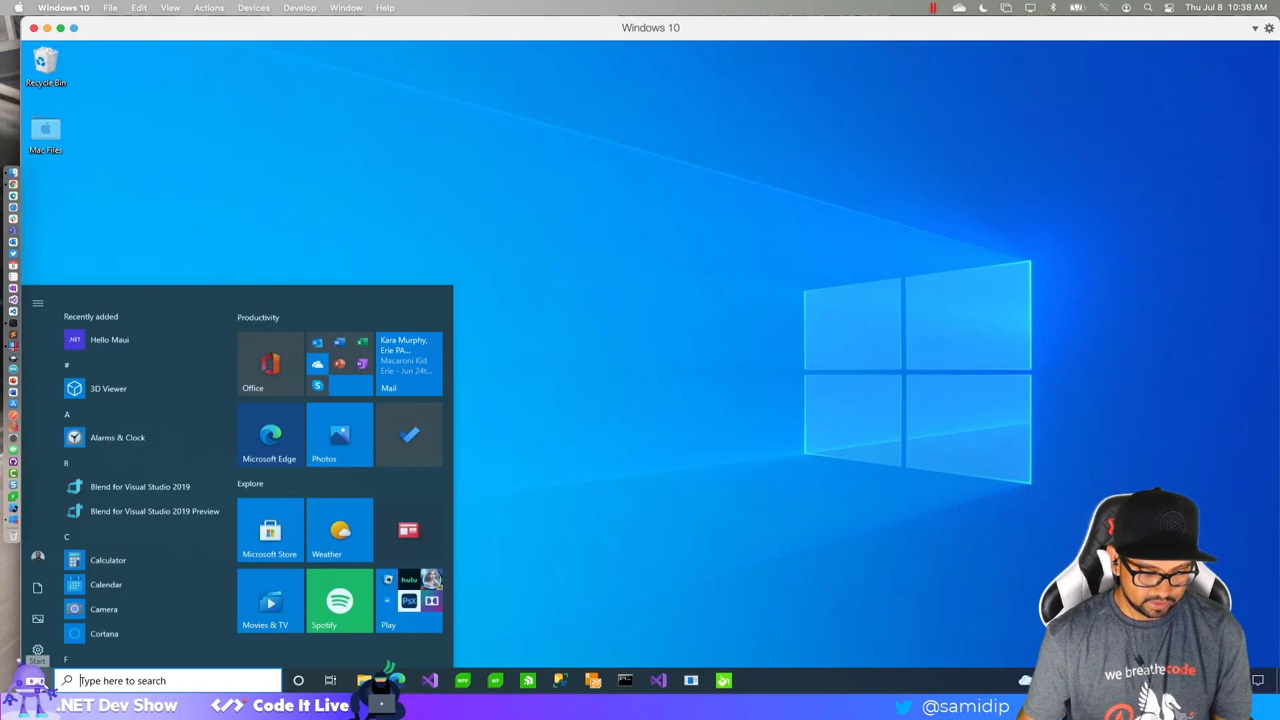 Windows 10 File Edit View Actions Devices Develop Window Help Thu Jul 8 10:38 AM
Windows 10
Recycle Bin
Mac Files
Recently added
Hello Maui
.NET
#
3D Viewer
A
Alarms & Clock
B
Blend for Visual Studio 2019
Blend for Visual Studio 2019 Preview
C
Calculator
Calendar
Camera
Cortana
F
Start
Productivity
Office
Kara Murphy,
Erie PA...
Macaroni Kid
Erie - Jun 24t...
Mail
Microsoft Edge
Photos
Explore
Microsoft Store
Weather
Movies & TV
Spotify
hulu
Play
Type here to search
we breathe code
.NET Dev Show
Code It Live
@samidip